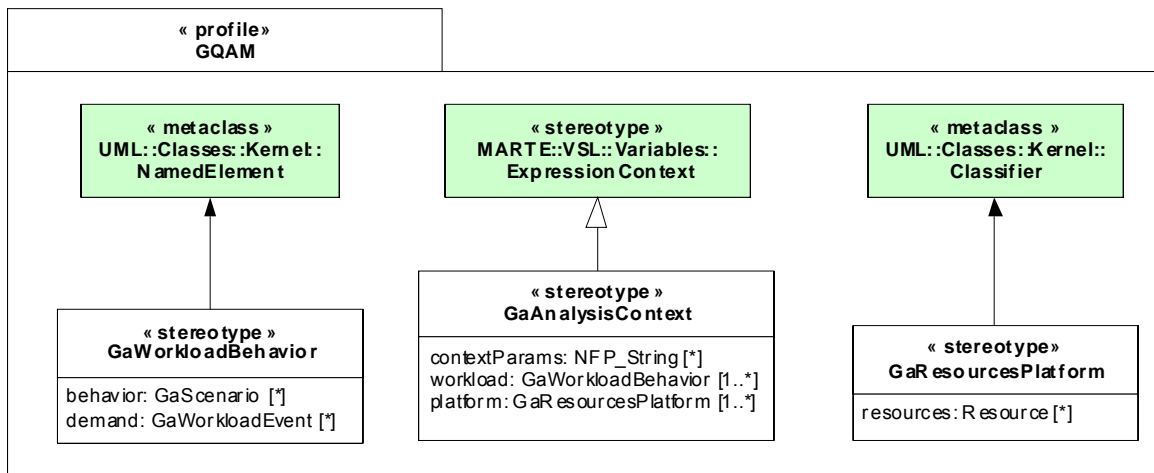 « profile»
GQAM
« metaclass »
UML::Classes::Kernel::
NamedElement
« stereotype »
MARTE::VSL::Variables::
ExpressionContext
« metaclass »
UML::Classes::Kernel::
Classifier
« stereotype »
GaWorkloadBehavior
behavior: GaScenario [*]
demand: GaWorkloadEvent [*]
« stereotype »
GaAnalysisContext
contextParams: NFP_String [*]
workload: GaWorkloadBehavior [1..*]
platform: GaResourcesPlatform [1..*]
« stereotype»
GaResourcesPlatform
resources: Resource [*]